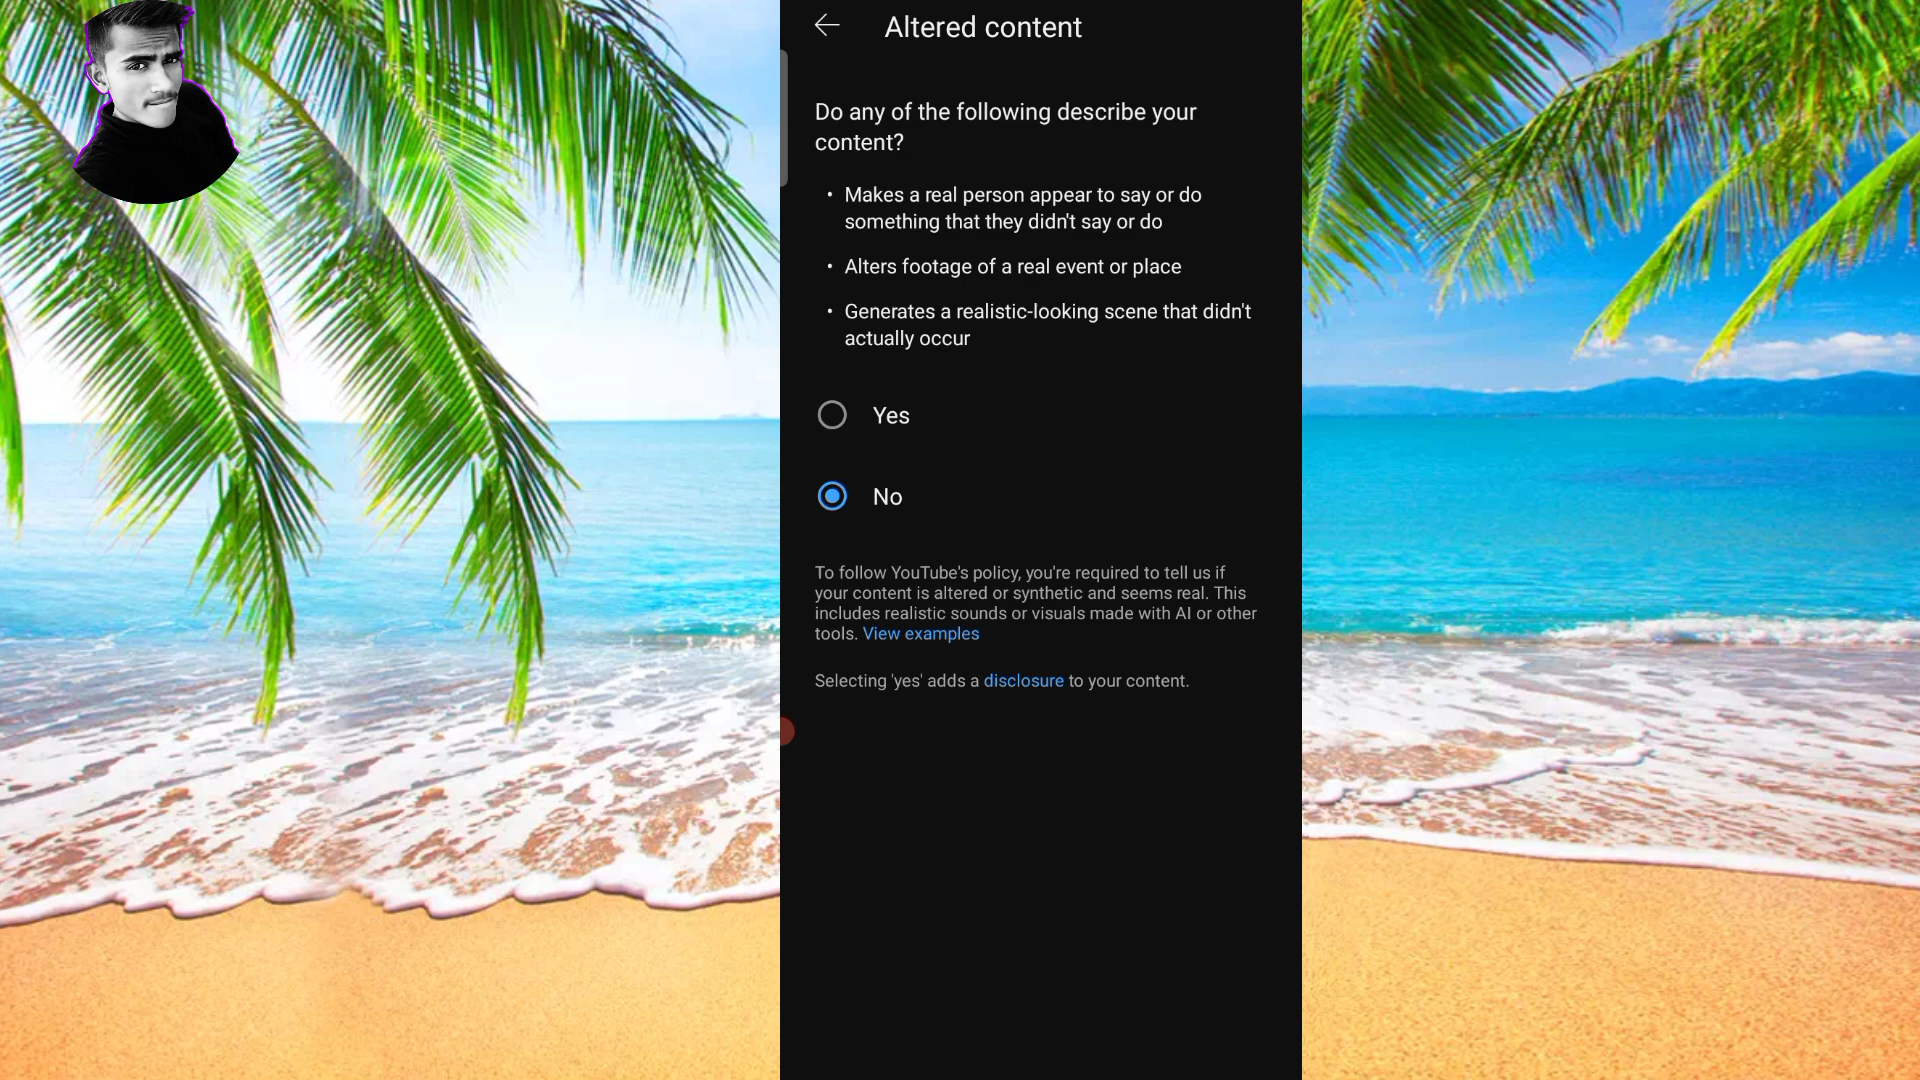 Altered content
Do any of the following describe your
content?
• Makes a real person appear to say or do
something that they didn't say or do
• Alters footage of a real event or place
• Generates a realistic-looking scene that didn't
actually occur
Yes
No
To follow YouTube's policy, you're required to tell us if
your content is altered or synthetic and seems real. This
includes realistic sounds or visuals made with AI or other
tools. View examples
Selecting 'yes' adds a disclosure to your content.